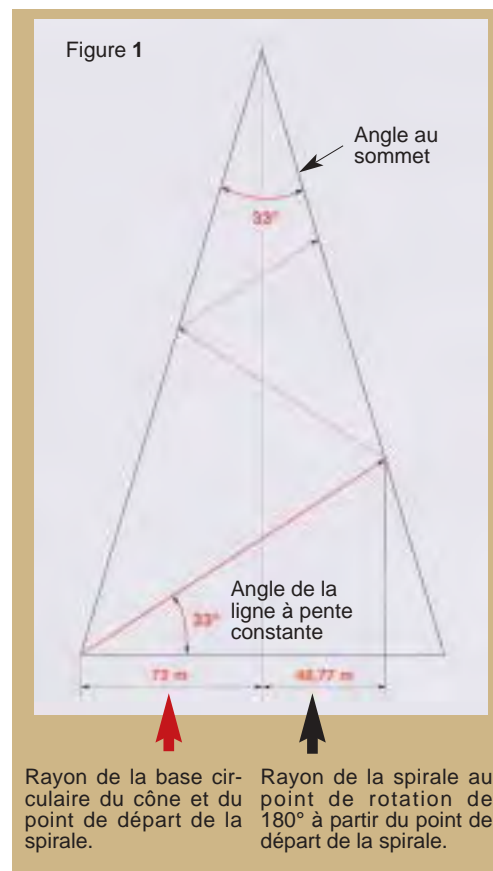 Figure 1
Angle au
sommet
33°
Angle de la
33° ligne à pente
constante
72 m 48,77 m
Rayon de la base cir-
culaire du cône et du
point de départ de la
spirale.
Rayon de la spirale au
point de rotation de
180° à partir du point de
départ de la spirale.